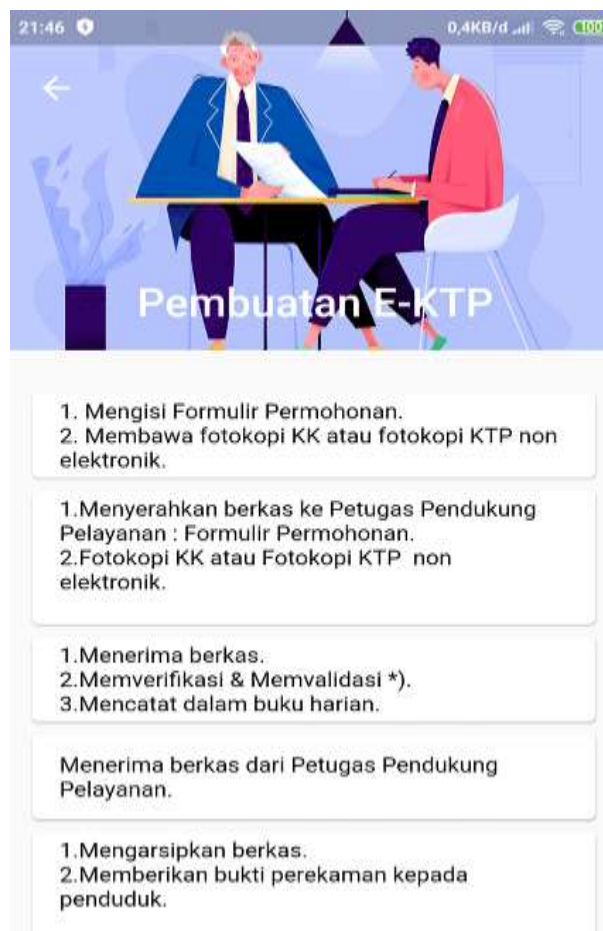 21:46
0,4KB/d
100
Pembuatan E-KTP
1. Mengisi Formulir Permohonan.
2. Membawa fotokopi KK atau fotokopi KTP non
elektronik.
1.Menyerahkan berkas ke Petugas Pendukung
Pelayanan : Formulir Permohonan.
2.Fotokopi KK atau Fotokopi KTP  non
elektronik.
1.Menerima berkas.
2.Memverifikasi & Memvalidasi *).
3.Mencatat dalam buku harian.
Menerima berkas dari Petugas Pendukung
Pelayanan.
1.Mengarsipkan berkas.
2.Memberikan bukti perekaman kepada
penduduk.